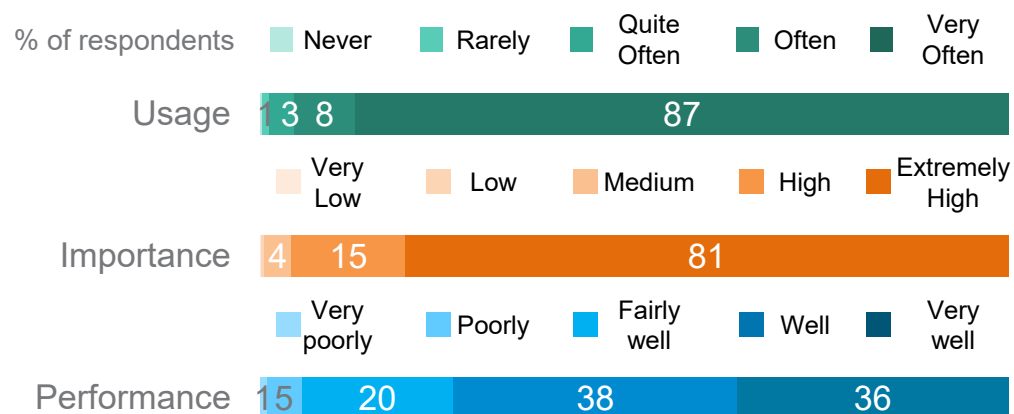 % of respondents
Never
Rarely
Quite
Often
Often
Very
Often
Usage
1 3 8 87
Very
Low
Low
Medium
High
Extremely
High
Importance
4 15 81
Very
poorly
Poorly
Fairly
well
Well
Very
well
Performance
1 5 20 38 36